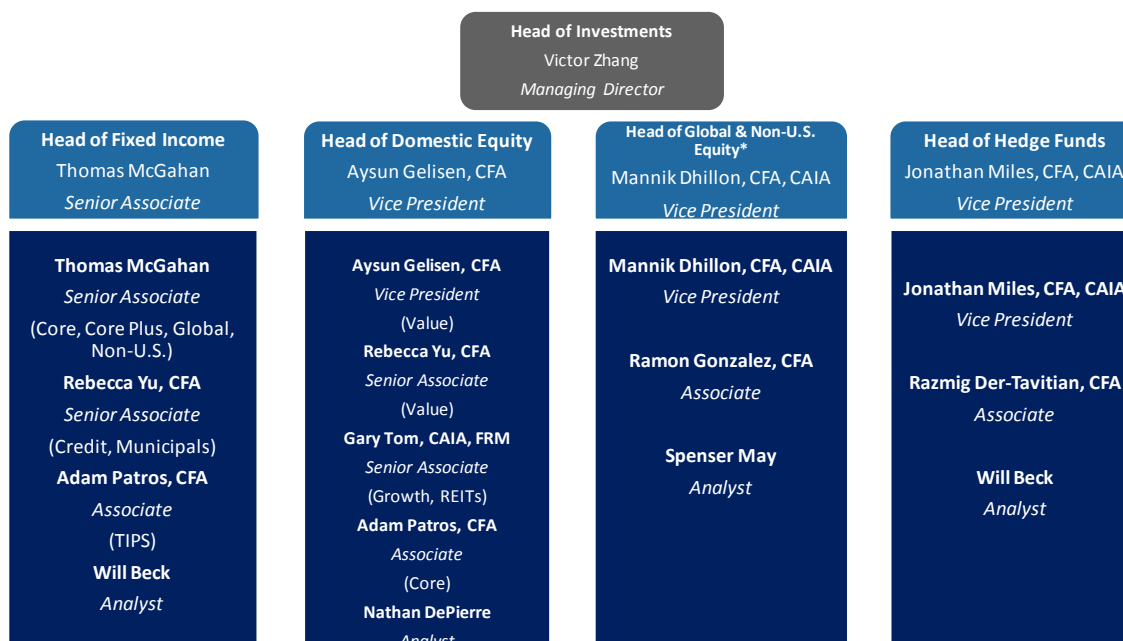 Head of Investments
Victor Zhang
Managing Director
Head of Fixed Income
Thomas McGahan
Senior Associate
Head of Domestic Equity
Aysun Gelisen, CFA
Vice President
Head of Global & Non-U.S.
Equity*
Mannik Dhillon, CFA, CAIA
Vice President
Head of Hedge Funds
Jonathan Miles, CFA, CAIA
Vice President
Thomas McGahan
Senior Associate
(Core, Core Plus, Global,
Non-U.S.)
Rebecca Yu, CFA
Senior Associate
(Credit, Municipals)
Adam Patros, CFA
Associate
(TIPS)
Will Beck
Analyst
Aysun Gelisen, CFA
Vice President
(Value)
Rebecca Yu, CFA
Senior Associate
(Value)
Gary Tom, CAIA, FRM
Senior Associate
(Growth, REITs)
Adam Patros, CFA
Associate
(Core)
Nathan DePierre
Analyst
Mannik Dhillon, CFA, CAIA
Vice President
Ramon Gonzalez, CFA
Associate
Spenser May
Analyst
Jonathan Miles, CFA, CAIA
Vice President
Razmig Der-Tavitian, CFA
Associate
Will Beck
Analyst